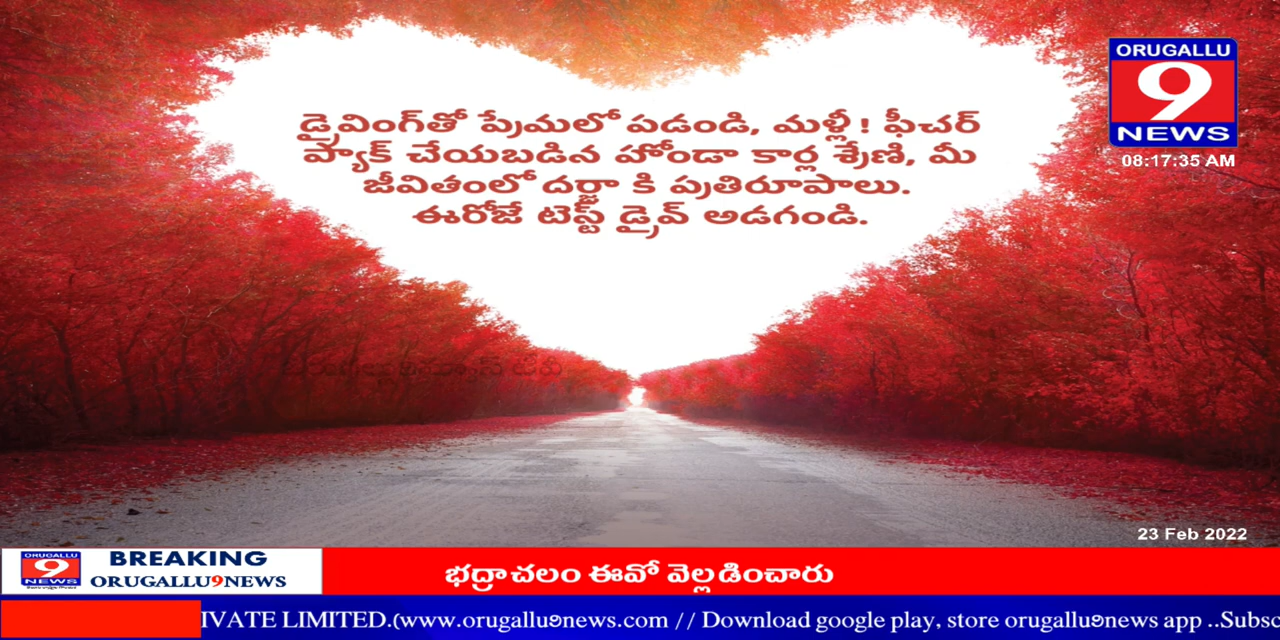 ORUGALLU
9
NEWS
08:17:35 AM
డ్రైవింగ్‌తో ప్రేమలో పడండి, మళ్లీ ! ఫీచర్
ప్యాక్ చేయబడిన హోండా కార్ల శ్రేణి, మీ
జీవితంలో దర్జా కి ప్రతిరూపాలు.
ఈరోజే టెస్ట్ డ్రైవ్ అడగండి.
23 Feb 2022
ORUGALLU
9
NEWS
BREAKING
ORUGALLU9NEWS
భద్రాచలం ఈవో వెల్లడించారు
IVATE LIMITED.(www.orugallu9news.com // Download google play, store orugallu9news app ..Subsc